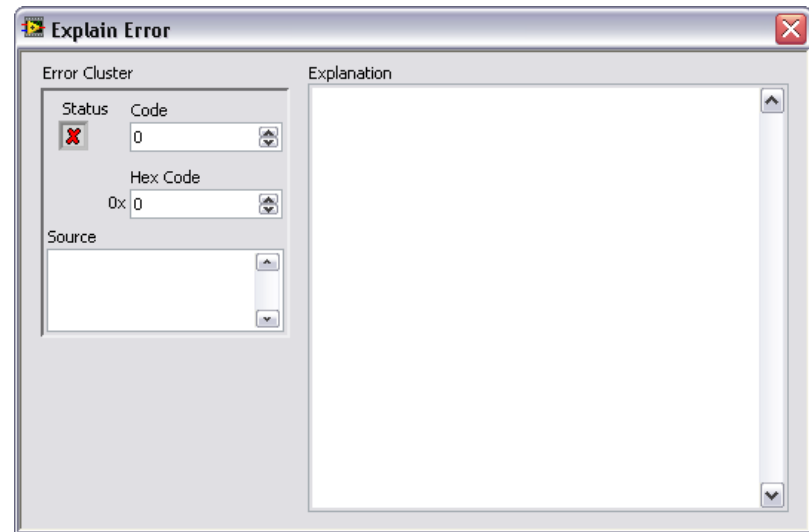 Explain Error
Error Cluster
Explanation
Status
Code
0
Hex Code
0x 0
Source